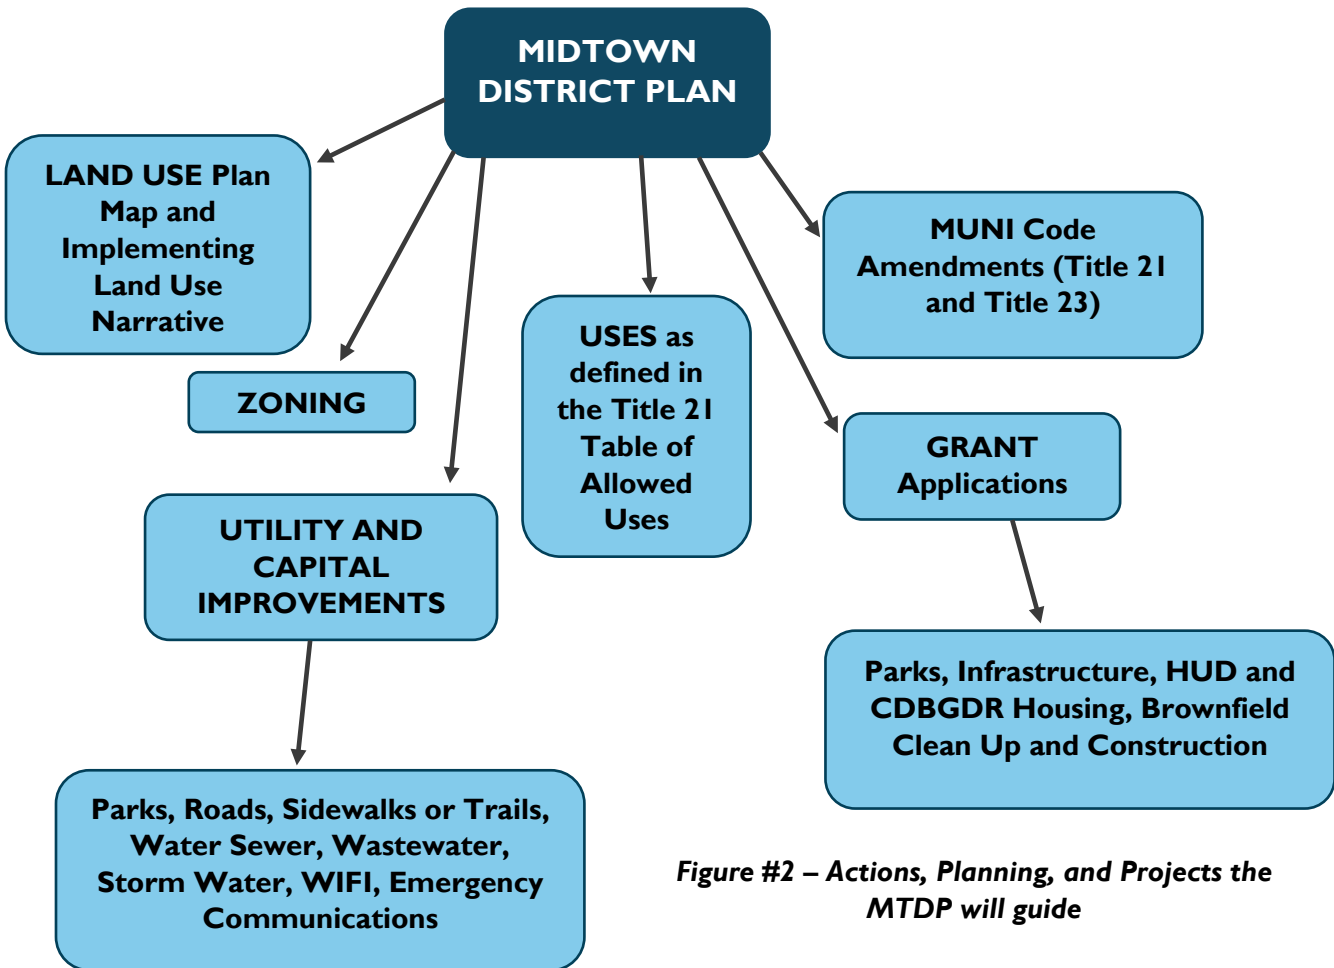 MIDTOWN
DISTRICT PLAN
LAND USE Plan
Map and
Implementing
Land Use
Narrative
MUNI Code
Amendments (Title 21
and Title 23)
USES as
defined in
the Title 21
Table of
Allowed
Uses
ZONING
GRANT
Applications
UTILITY AND
CAPITAL
IMPROVEMENTS
Parks, Infrastructure, HUD and
CDBGDR Housing, Brownfield
Clean Up and Construction
Parks, Roads, Sidewalks or Trails,
Water Sewer, Wastewater,
Storm Water, WIFI, Emergency
Communications
Figure #2 – Actions, Planning, and Projects the
MTDP will guide